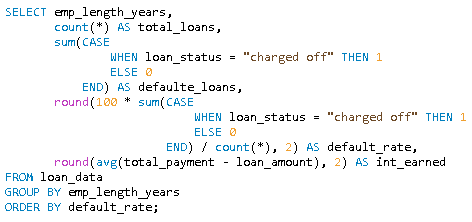 SELECT emp_length_years,
count(*) AS total_loans,
sum(CASE
WHEN loan_status = "charged off" THEN 1
ELSE 0
END) AS defaulte_loans,
round(100 * sum(CASE
WHEN loan_status = "charged off" THEN 1
ELSE 0
END) / count(*), 2) AS default_rate,
round(avg(total_payment - loan_amount), 2) AS int_earned
FROM loan_data
GROUP BY emp_length_years
ORDER BY default_rate;